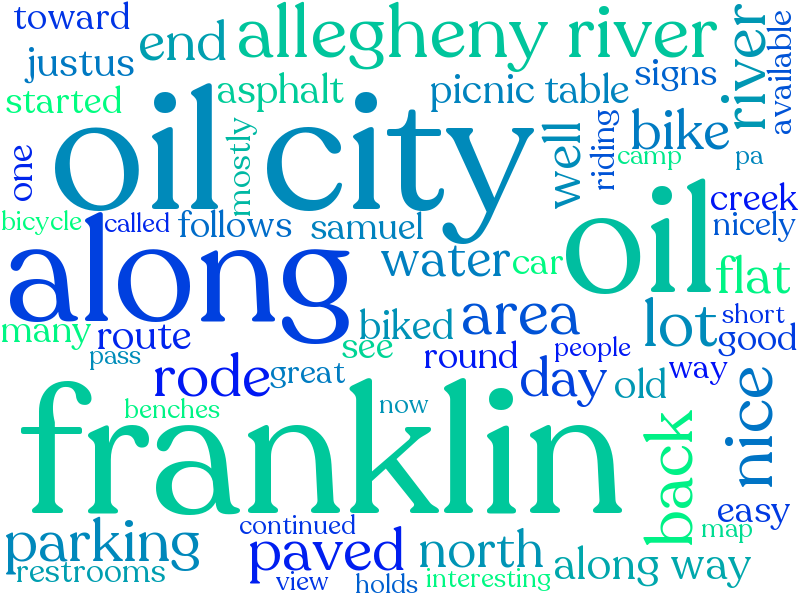 toward
end
allegheny river
river
available
justus
started
asphalt
picnic table
signs
oil city
mostly
well
riding
bike
one
camp
pa
bicycle
called
follows
samuel
creek
nicely
along
water
car
oil
flat
many
route
biked
area
lot
short
good
pass
see
round
people
rode
great
day
old
way
benches
now
nice
franklin
back
easy
parking
continued
map
restrooms
paved
north
along way
view
holds
interesting